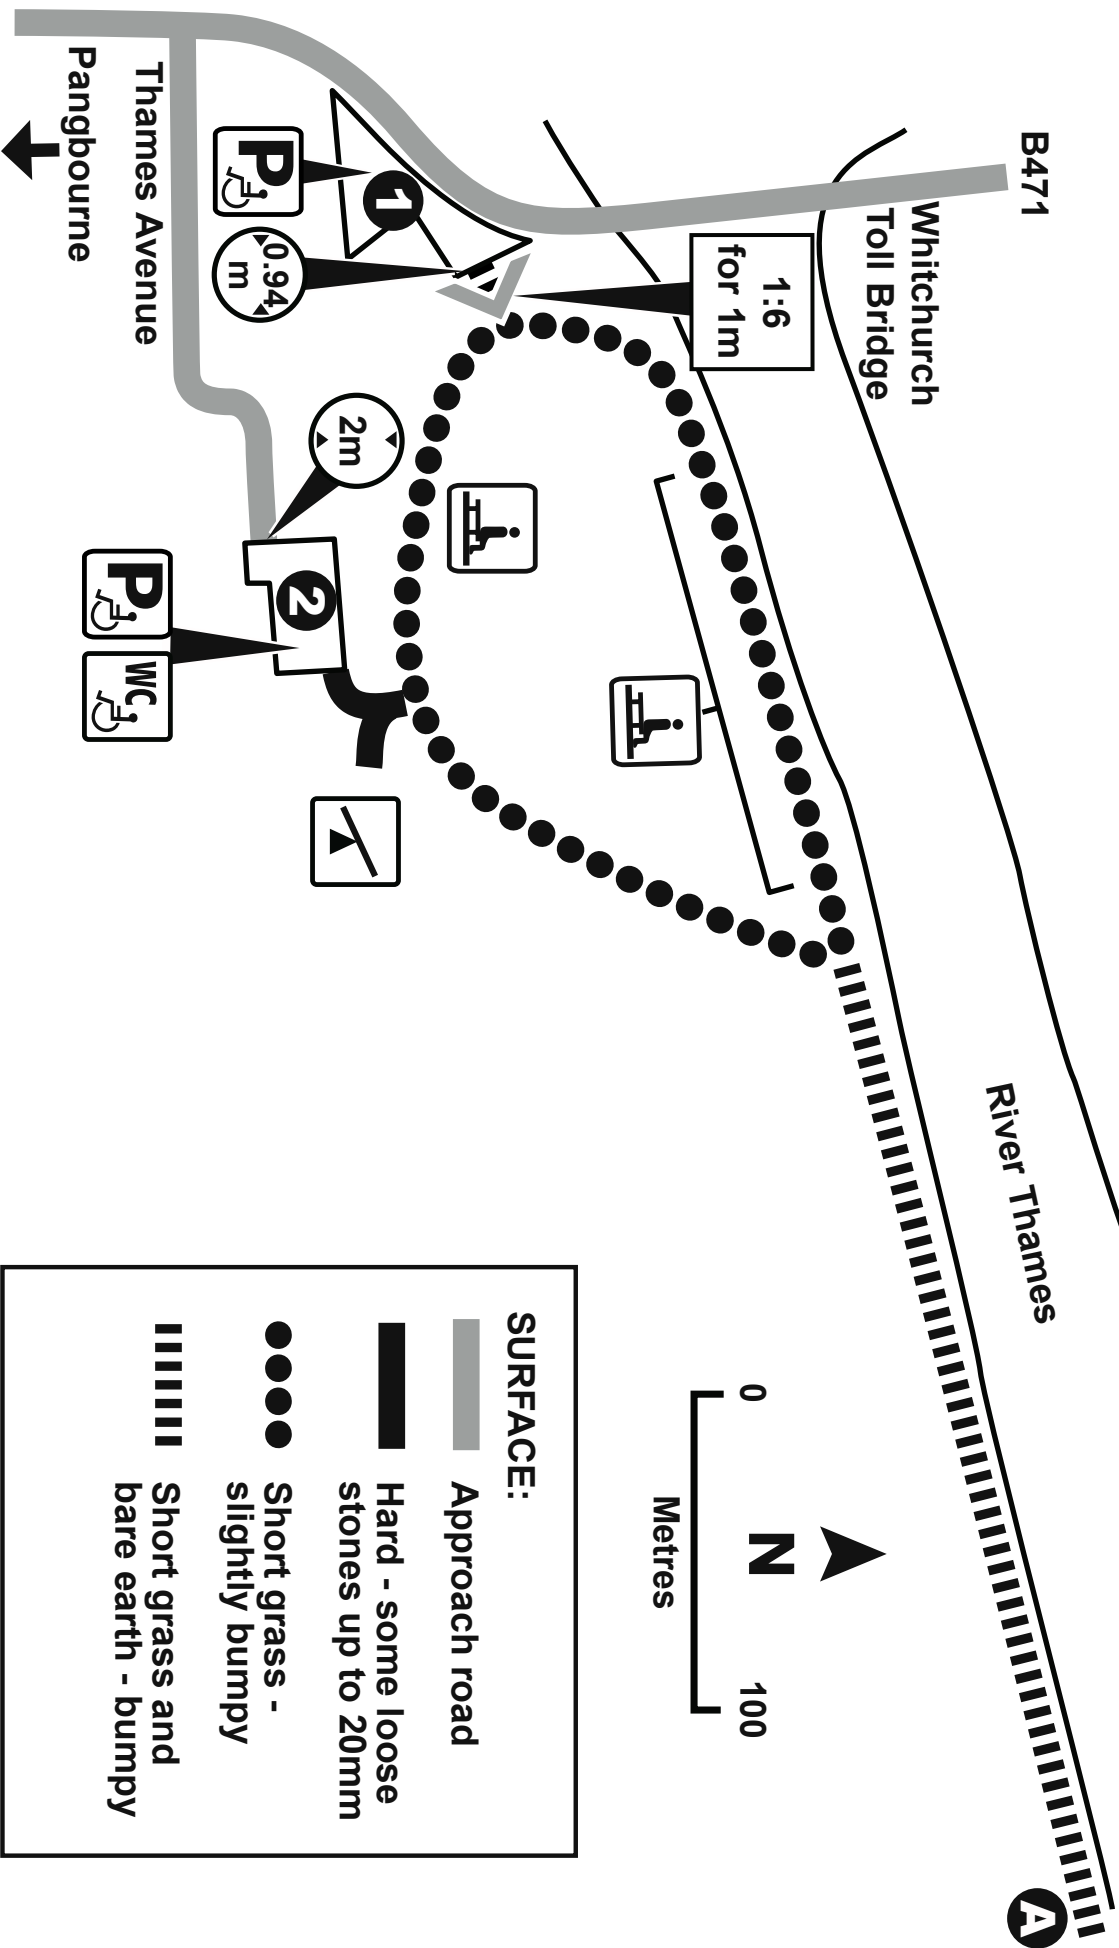 B471
Whitchurch
Toll Bridge
1:6
for 1m
River Thames
P
1
0.94
m
Thames Avenue
Pangbourne
2m
2
P
WC
0
100
Metres
N
A
SURFACE:
Approach road
Hard - some loose
stones up to 20mm
Short grass -
slightly bumpy
Short grass and
bare earth - bumpy